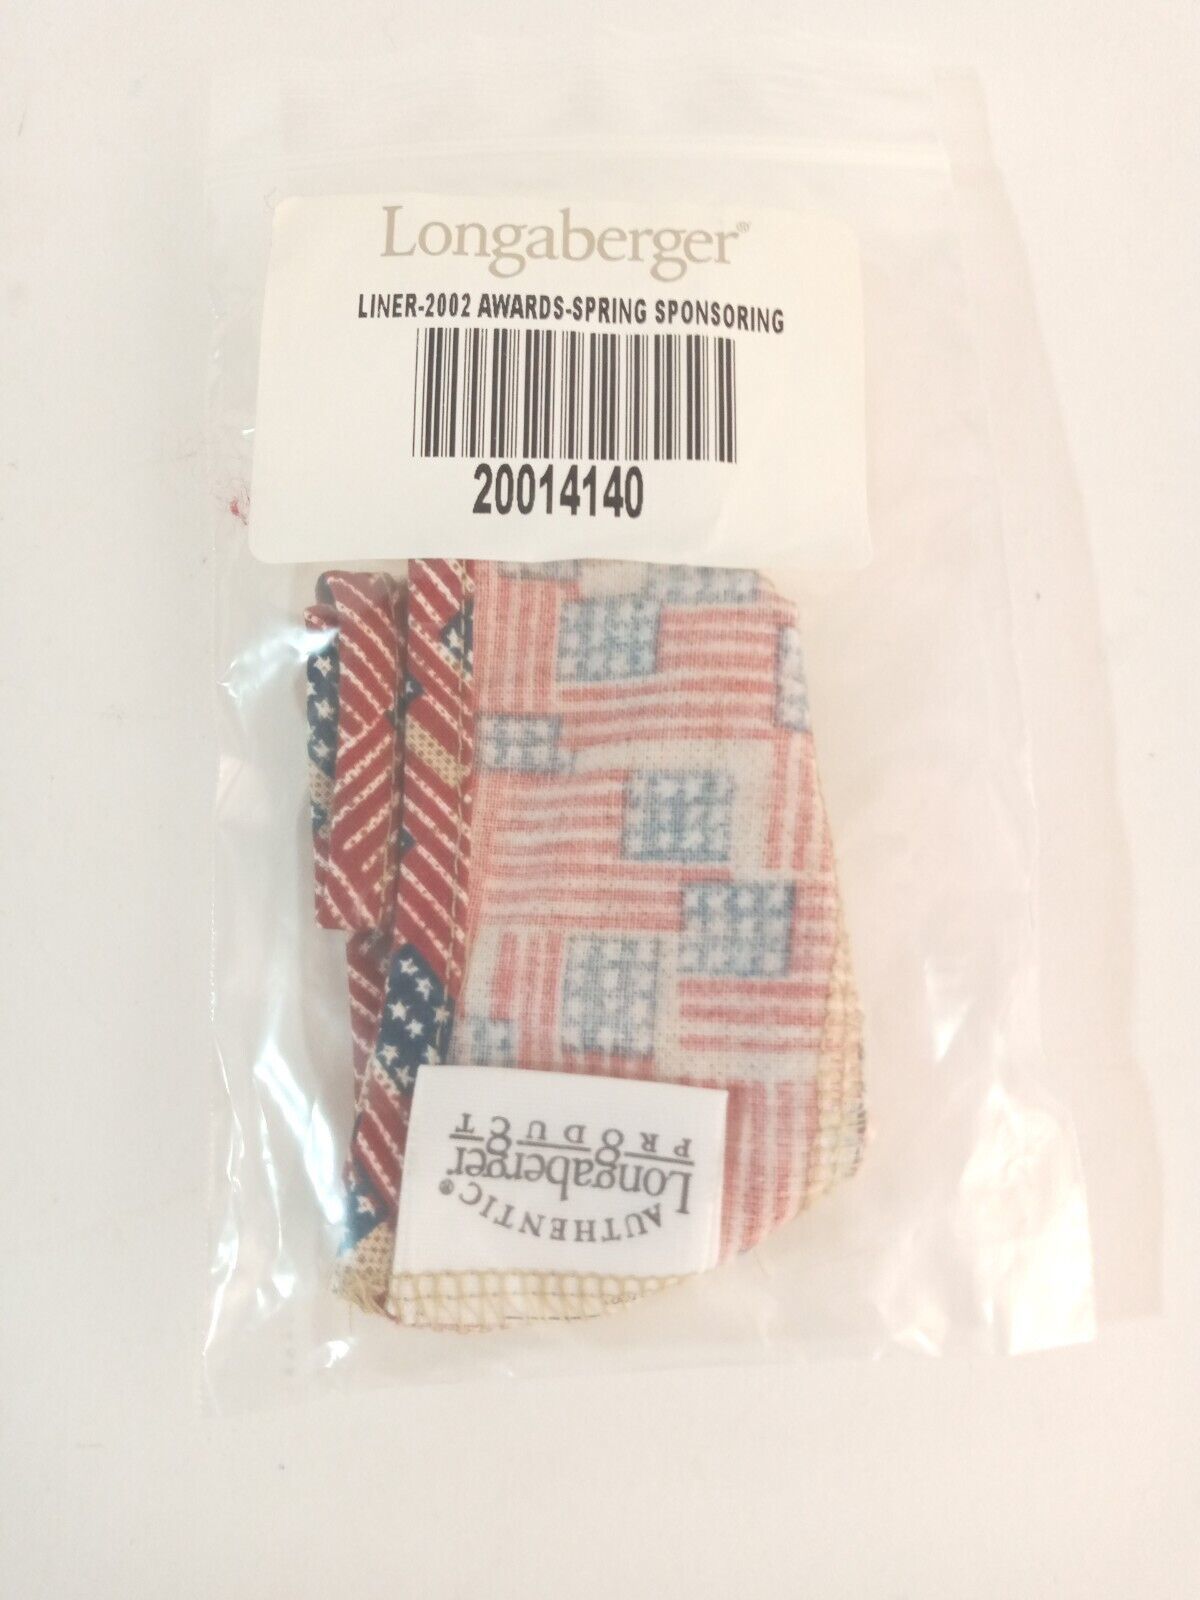 Longaberger®
LINER-2002 AWARDS-SPRING SPONSORING
20014140
AUTHENTIC
Longaberger®
PRODUCT